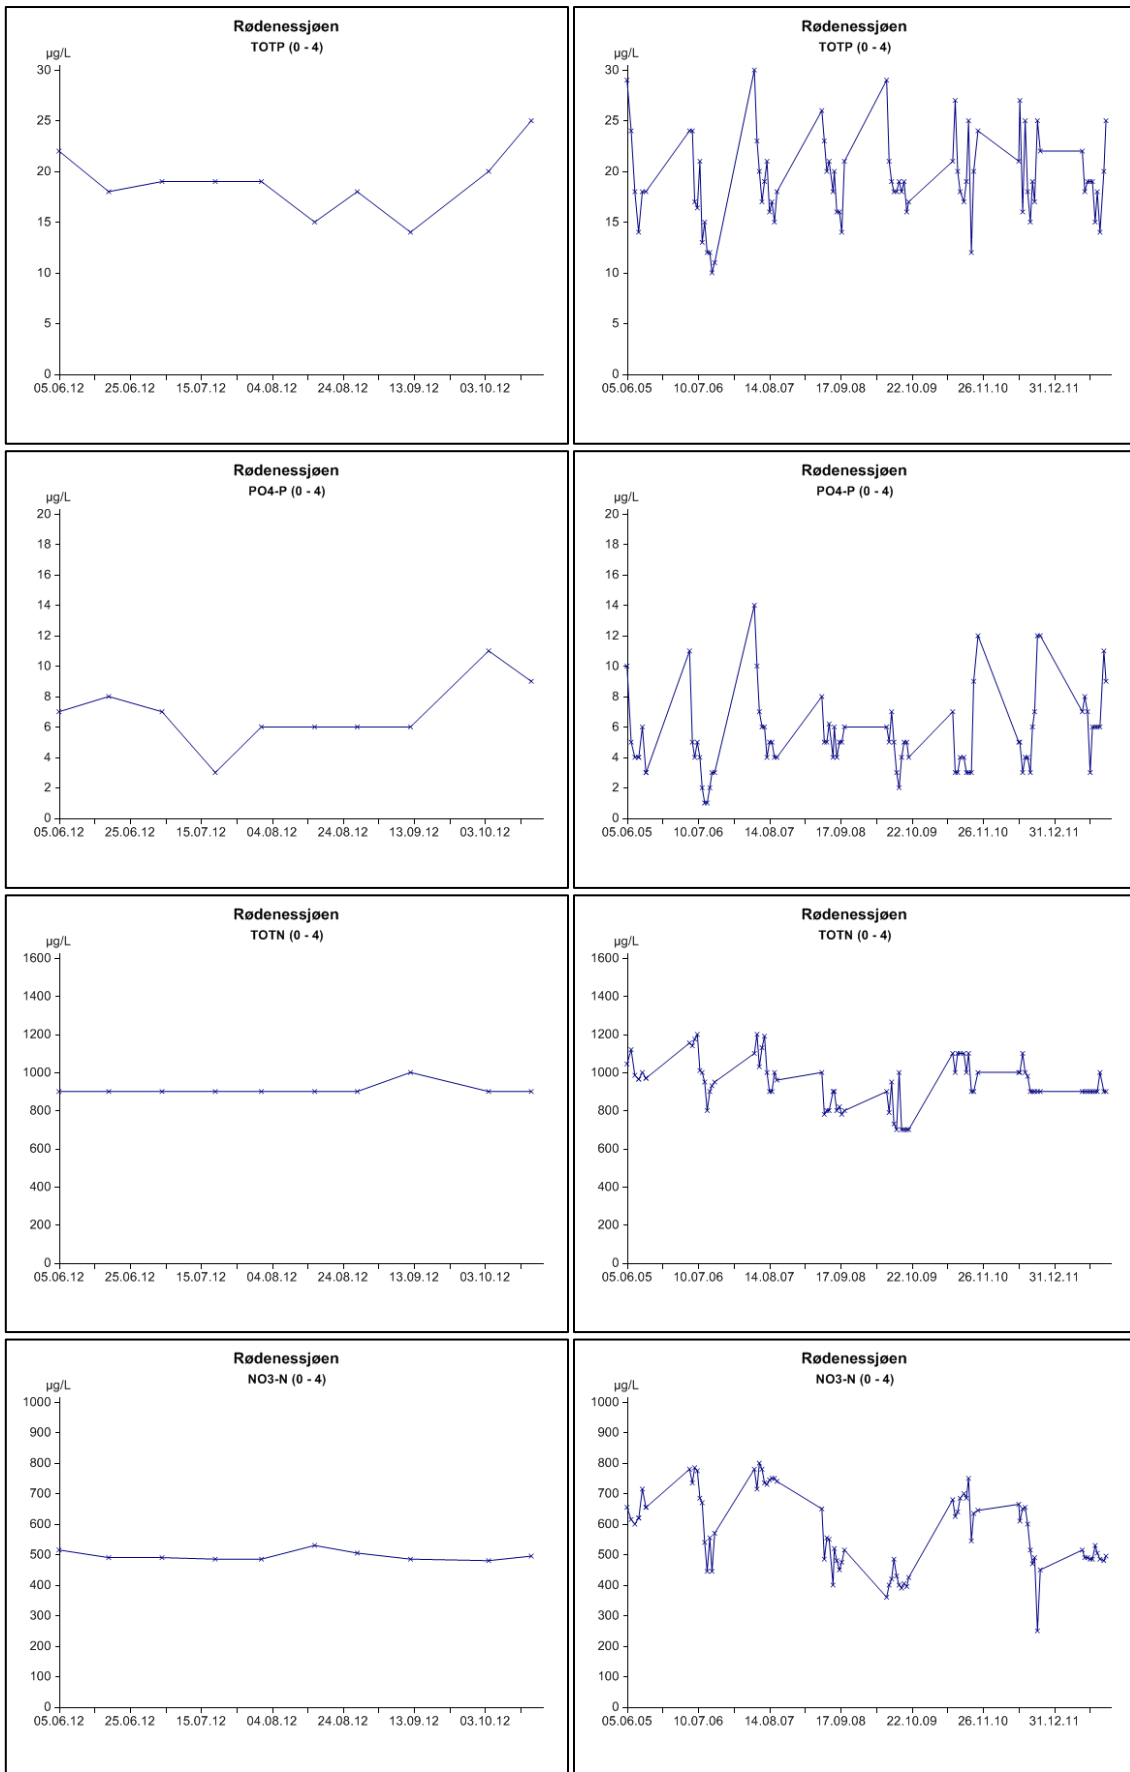 Rødenessjøen
TOTP (0 - 4)
µg/L
30
25
20
15
10
5
0
05.06.12 25.06.12 15.07.12 04.08.12 24.08.12 13.09.12 03.10.12
Rødenessjøen
TOTP (0 - 4)
µg/L
30
25
20
15
10
5
0
05.06.05 10.07.06 14.08.07 17.09.08 22.10.09 26.11.10 31.12.11
Rødenessjøen
PO4-P (0 - 4)
µg/L
20
18
16
14
12
10
8
6
4
2
0
05.06.12 25.06.12 15.07.12 04.08.12 24.08.12 13.09.12 03.10.12
Rødenessjøen
PO4-P (0 - 4)
µg/L
20
18
16
14
12
10
8
6
4
2
0
05.06.05 10.07.06 14.08.07 17.09.08 22.10.09 26.11.10 31.12.11
Rødenessjøen
TOTN (0 - 4)
µg/L
1600
1400
1200
1000
800
600
400
200
0
05.06.12 25.06.12 15.07.12 04.08.12 24.08.12 13.09.12 03.10.12
Rødenessjøen
TOTN (0 - 4)
µg/L
1600
1400
1200
1000
800
600
400
200
0
05.06.05 10.07.06 14.08.07 17.09.08 22.10.09 26.11.10 31.12.11
Rødenessjøen
NO3-N (0 - 4)
µg/L
1000
900
800
700
600
500
400
300
200
100
0
05.06.12 25.06.12 15.07.12 04.08.12 24.08.12 13.09.12 03.10.12
Rødenessjøen
NO3-N (0 - 4)
µg/L
1000
900
800
700
600
500
400
300
200
100
0
05.06.05 10.07.06 14.08.07 17.09.08 22.10.09 26.11.10 31.12.11